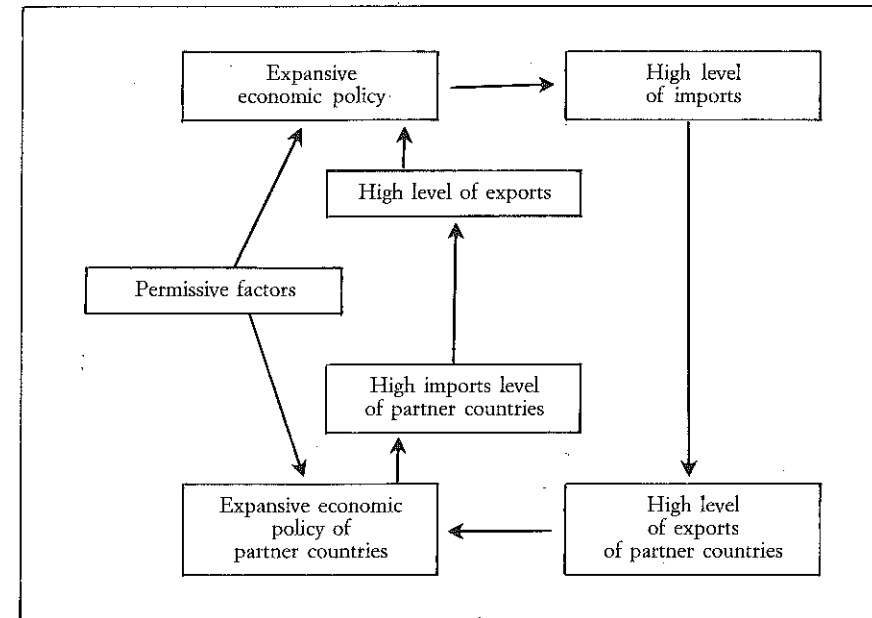 Expansive
economic policy
High level
of imports
High level of exports
Permissive factors
High imports level
of partner countries
Expansive economic
policy of
partner countries
High level
of exports
of partner countries